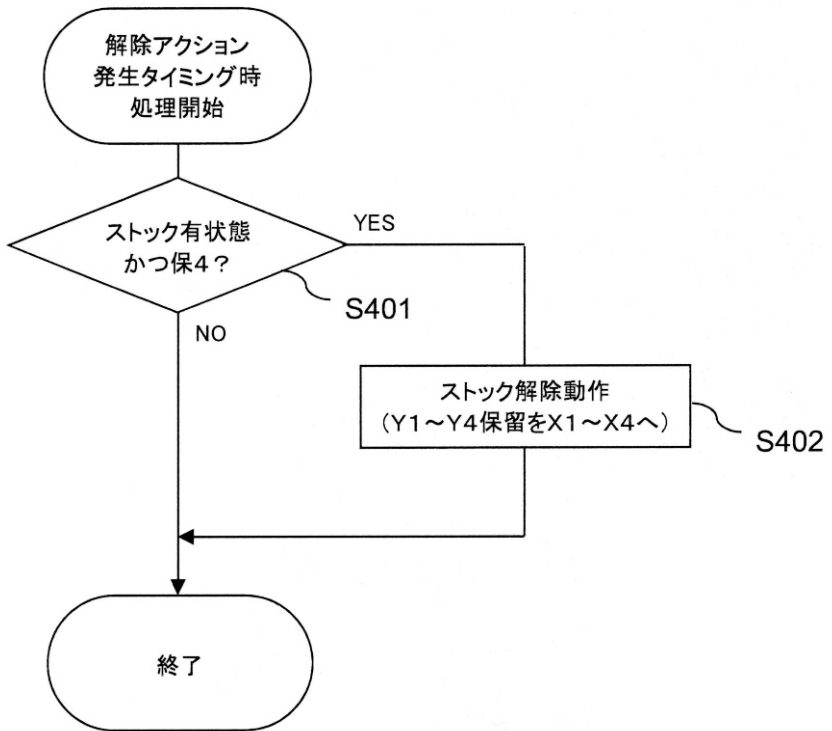 解除アクション
発生タイミング時
処理開始
ストック有状態
かつ保4？
YES
S401
NO
ストック解除動作
（Y1～Y4保留をX1～X4へ）
S402
終了